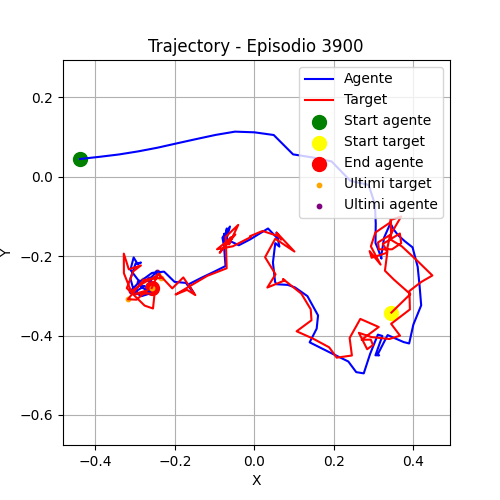 Trajectory - Episodio 3900
Agente
Target
Start agente
Start target
End agente
Ultimi target
Ultimi agente
0.2
0.0
−0.2
−0.4
−0.6
Y
−0.4
−0.2
0.0
0.2
0.4
X